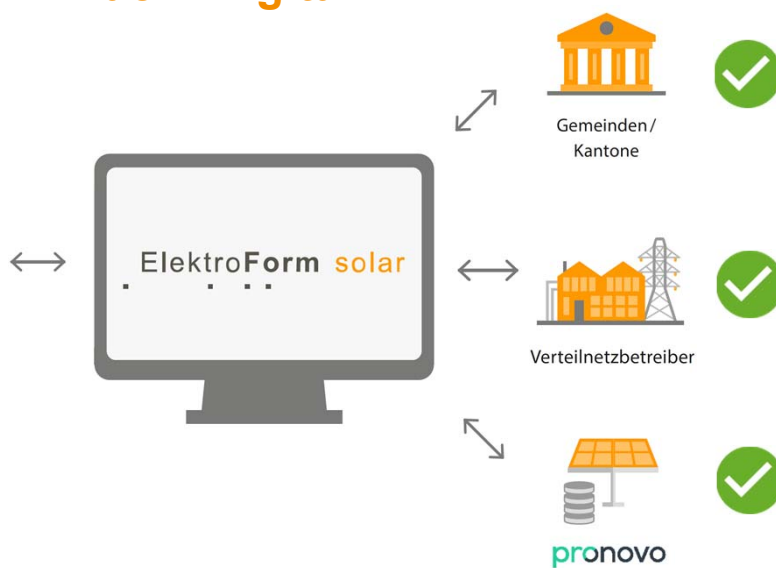 Gemeinden/
Kantone
ElektroForm solar
Verteilnetzbetreiber
pronovo